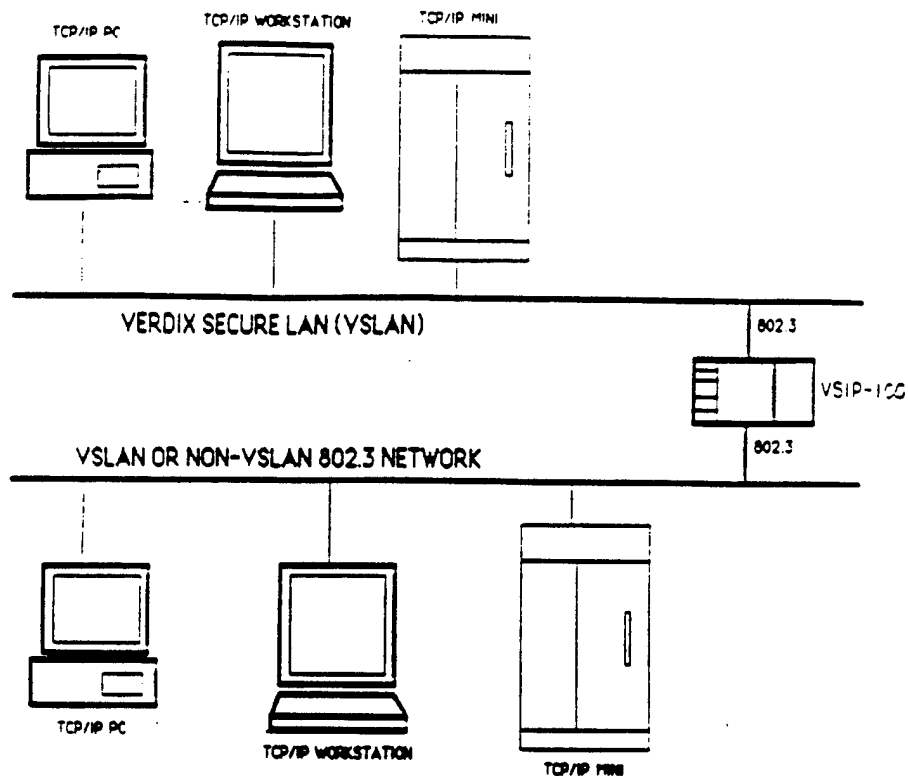 TCP/IP PC
TCP/IP WORKSTATION
TCP/IP MINI
VERDIX SECURE LAN (VSLAN)
802.3
802.3
VSLAN OR NON-VSLAN 802.3 NETWORK
TCP/IP PC
TCP/IP WORKSTATION
TCP/IP MINI